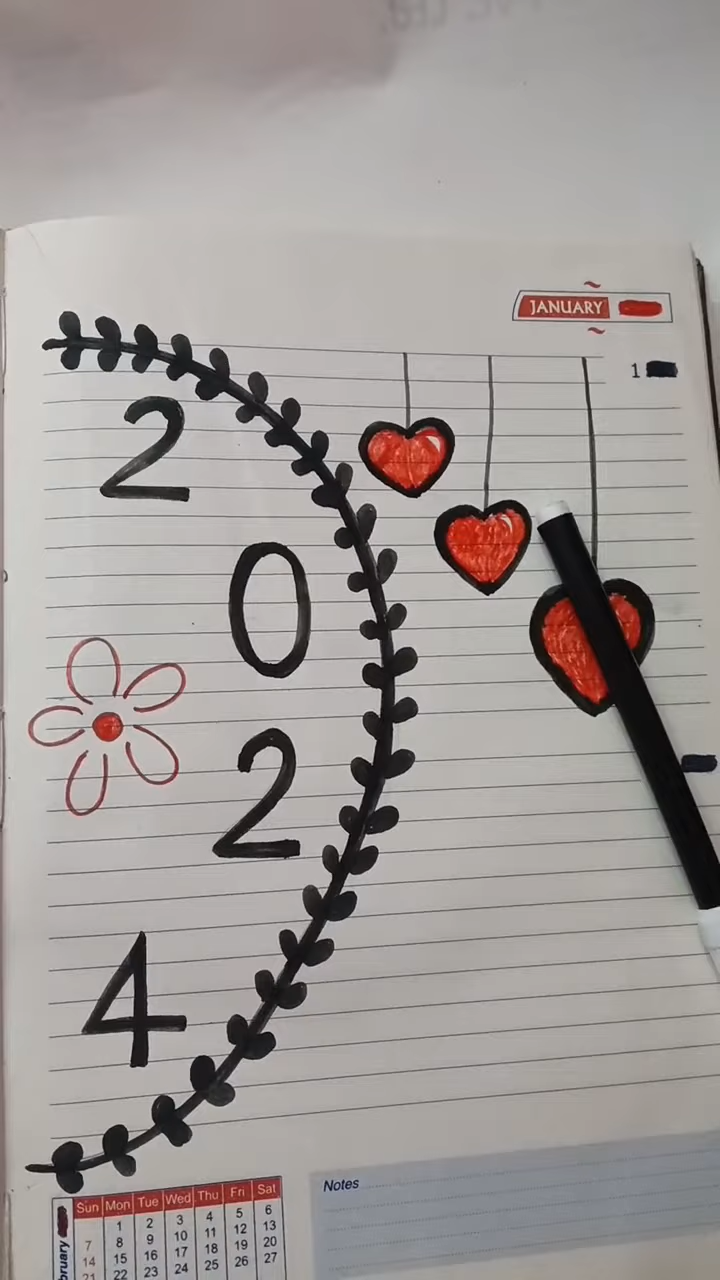 JANUARY
1
2
0
2
4
Notes
Sun Mon Tue Wed Thu Fri Sat
1 2 3 4 5 6
7 8 9 10 11 12 13
14 15 16 17 18 19 20
21 22 23 24 25 26 27